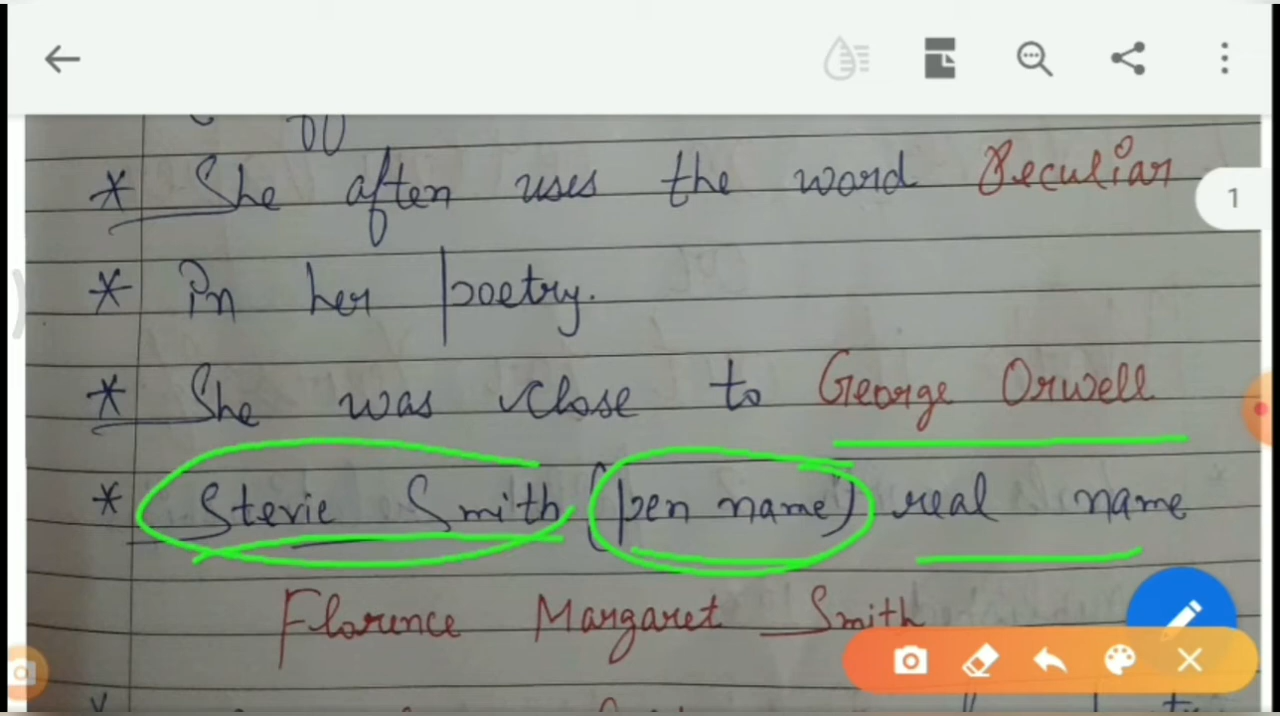 1
* She often uses the word Peculiar
* in her poetry.
* She was close to George Orwell
* Stevie Smith (pen name) real name
Florence Margaret Smith